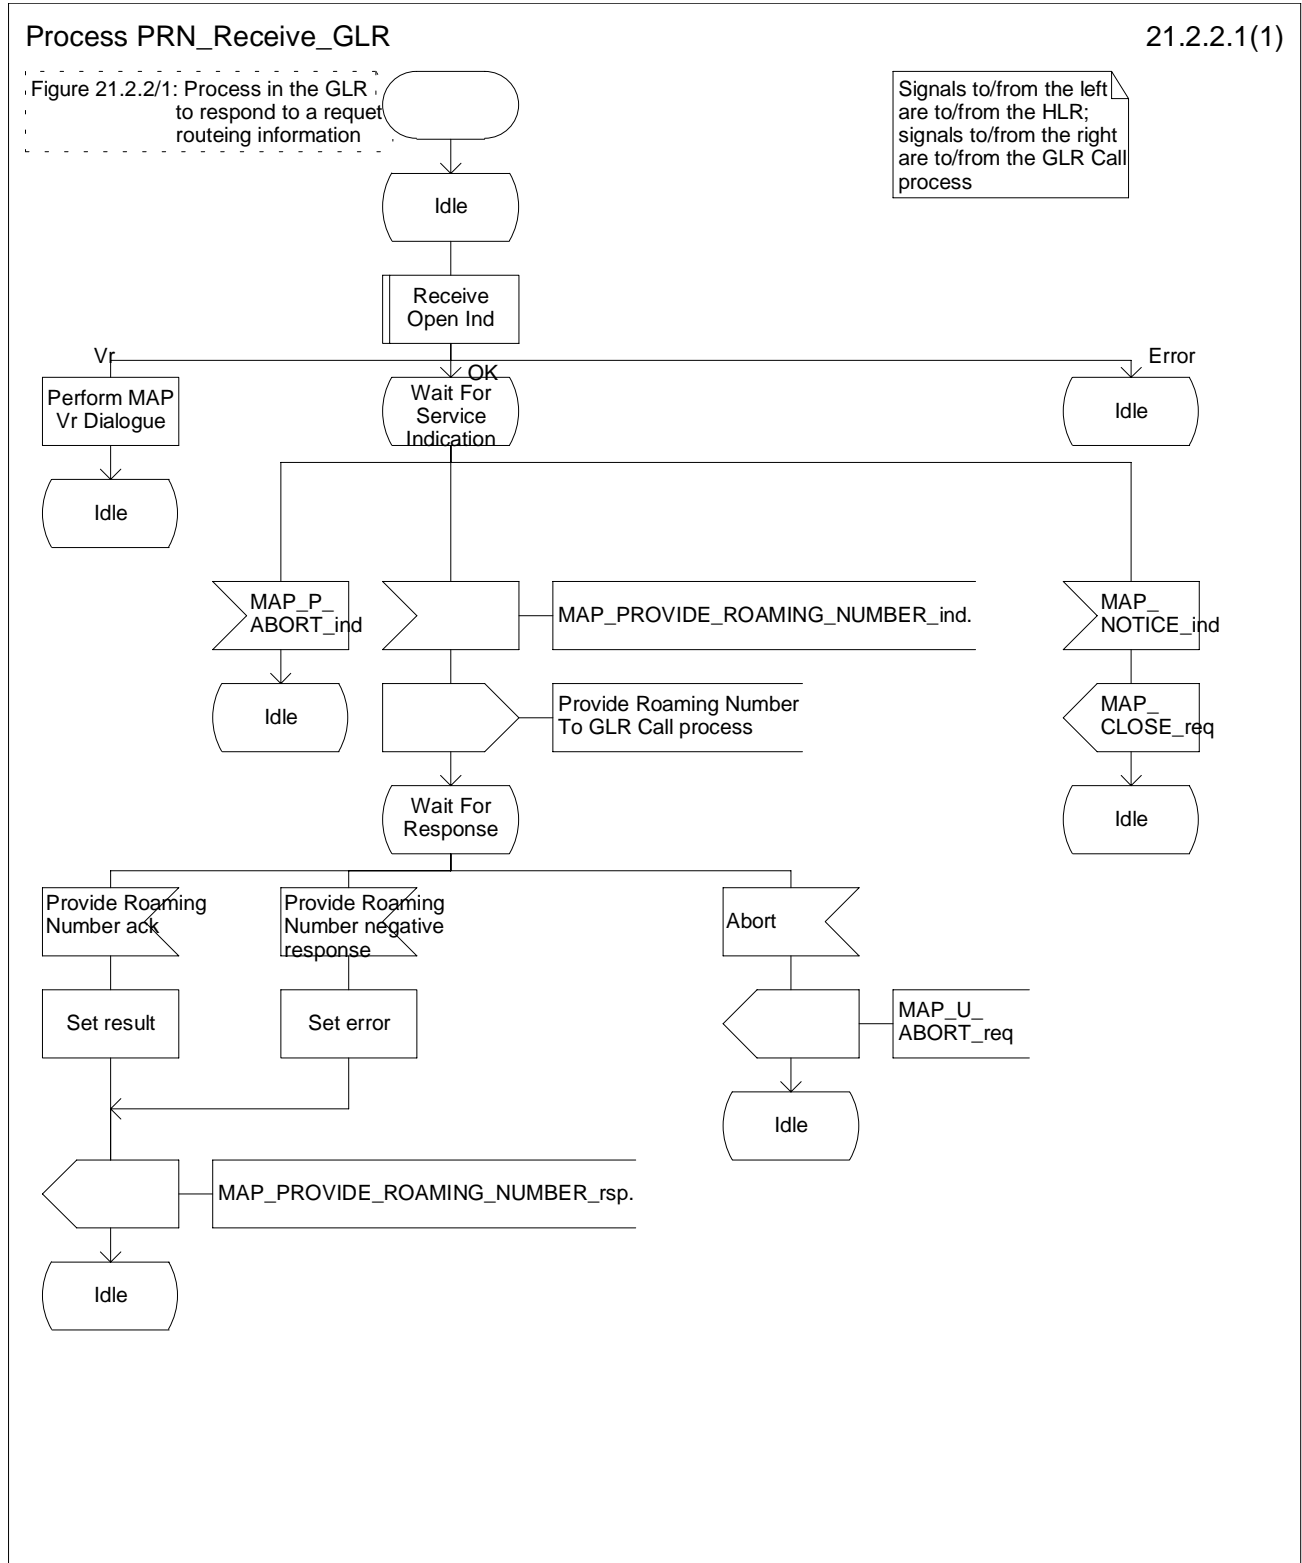 Process PRN_Receive_GLR
21.2.2.1(1)
Figure 21.2.2/1: Process in the GLR
to respond to a requet
routeing information
Signals to/from the left
are to/from the HLR;
signals to/from the right
are to/from the GLR Call
process
Idle
Receive
Open Ind
Vr
OK
Error
Perform MAP
Vr Dialogue
Wait For
Service
Indication
Idle
Idle
MAP_P_
ABORT_ind
MAP_PROVIDE_ROAMING_NUMBER_ind.
MAP_
NOTICE_ind
Idle
Provide Roaming Number
To GLR Call process
MAP_
CLOSE_req
Wait For
Response
Idle
Provide Roaming
Number ack
Provide Roaming
Number negative
response
Abort
Set result
Set error
MAP_U_
ABORT_req
Idle
MAP_PROVIDE_ROAMING_NUMBER_rsp.
Idle